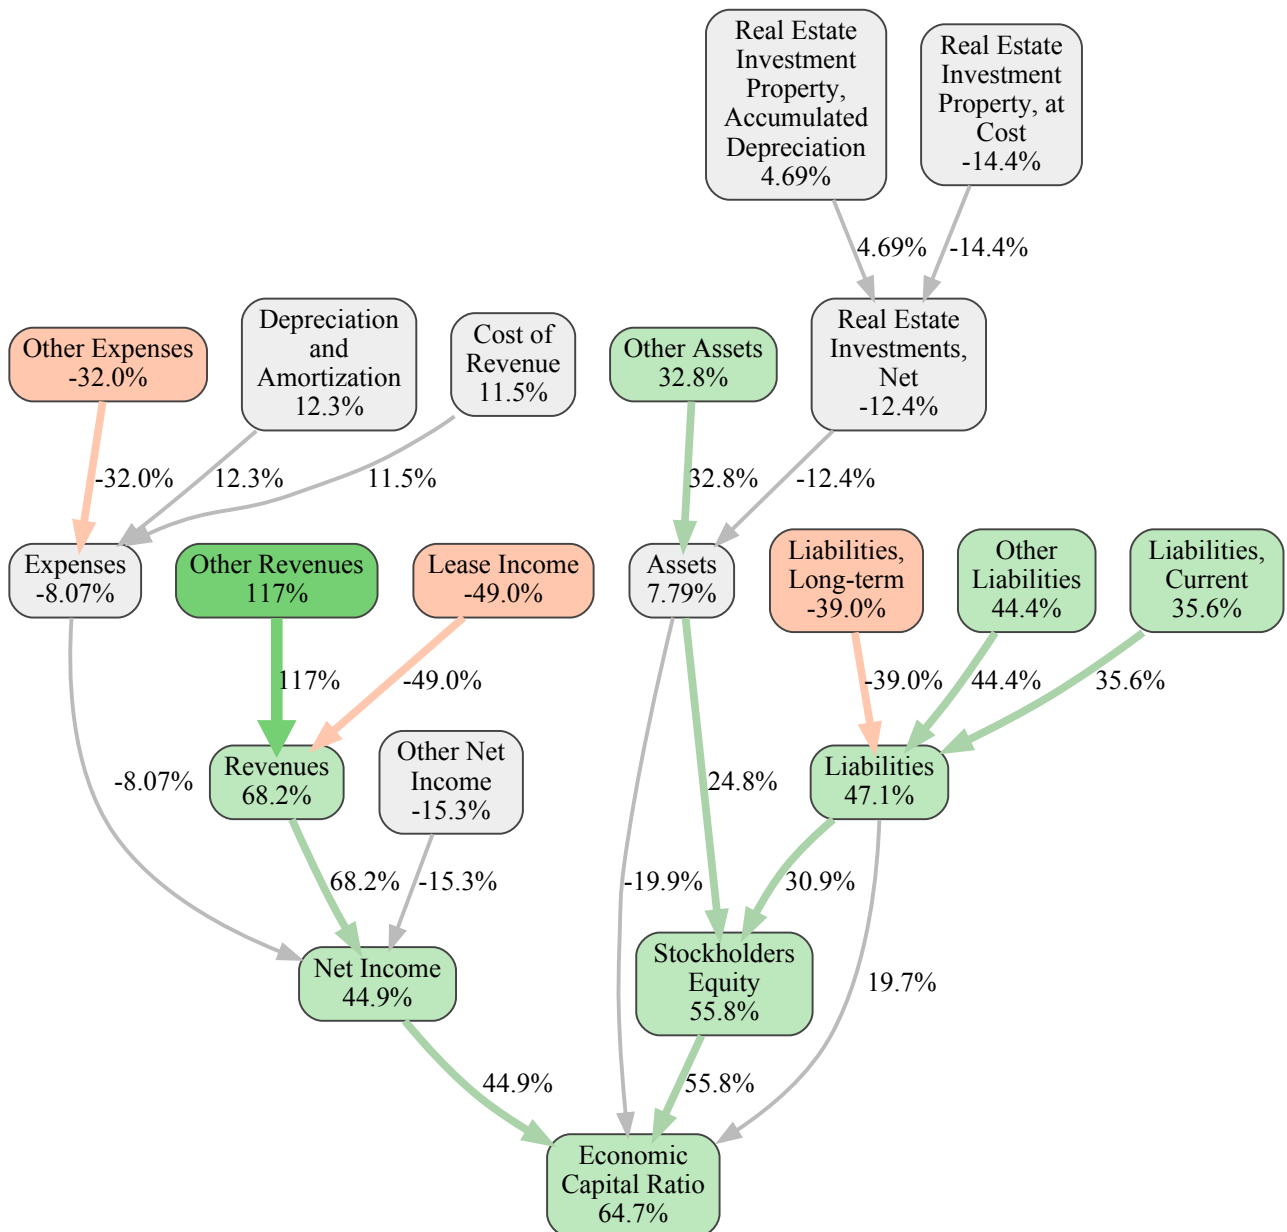 Real Estate
Investment
Property,
Accumulated
Depreciation
4.69%
Real Estate
Investment
Property, at
Cost
-14.4%
4.69%
-14.4%
Other Expenses
-32.0%
Depreciation
and
Amortization
12.3%
Cost of
Revenue
11.5%
Other Assets
32.8%
Real Estate
Investments,
Net
-12.4%
-32.0%
12.3%
11.5%
32.8%
-12.4%
Expenses
-8.07%
Other Revenues
117%
Lease Income
-49.0%
Assets
7.79%
Liabilities,
Long-term
-39.0%
Other
Liabilities
44.4%
Liabilities,
Current
35.6%
117%
-49.0%
-39.0%
44.4%
35.6%
-8.07%
Revenues
68.2%
Other Net
Income
-15.3%
24.8%
Liabilities
47.1%
68.2%
-15.3%
-19.9%
30.9%
Net Income
44.9%
Stockholders
Equity
55.8%
19.7%
44.9%
55.8%
Economic
Capital Ratio
64.7%